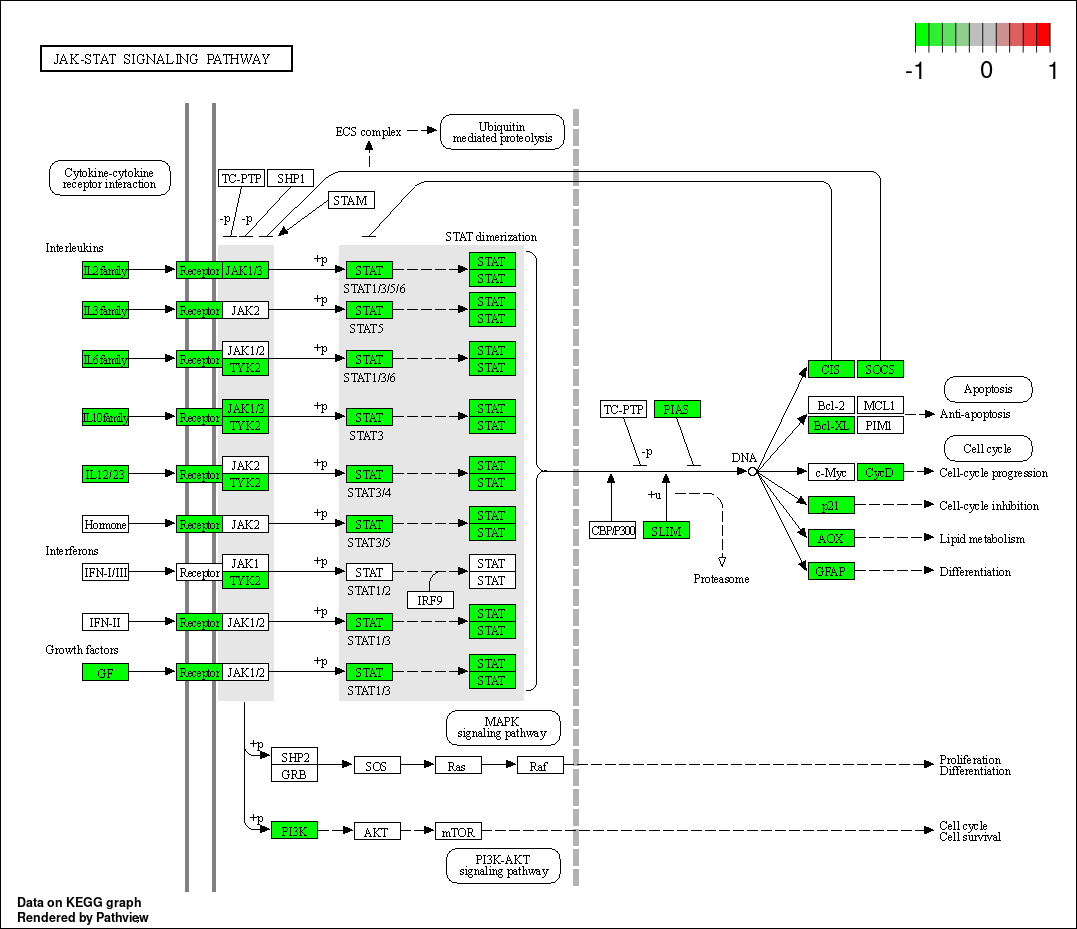 JAK-STAT SIGNALING PATHWAY
-1 0 1
ECS complex
Ubiquitin
mediated proteolysis
Cytokine-cytokine
receptor interaction
TC-PTP SHP1
STAM
-p -p
STAT dimerization
Interleukins
IL2 family Receptor JAK1/3 +p STAT STAT
STAT
STAT1/3/5/6
IL3 family Receptor JAK2 +p STAT STAT
STAT
STAT5
IL6 family Receptor JAK1/2 +p STAT STAT
TYK2 STAT
STAT1/3/6
CIS SOCS
Apoptosis
IL10 family Receptor JAK1/3 +p STAT STAT
TYK2 STAT
STAT3
TC-PTP PIAS
Bcl-2 MCL1
Anti-apoptosis
Bcl-XL PIM1
-p
Cell cycle
DNA
IL12/23 Receptor JAK2 +p STAT STAT
TYK2 STAT
STAT3/4
c-Myc CycD Cell-cycle progression
+u
p21 Cell-cycle inhibition
Hormone Receptor JAK2 +p STAT STAT
STAT
STAT3/5
CBP/P300 SLIM
AOX Lipid metabolism
Interferons
IFN-I/III Receptor JAK1 +p STAT STAT
TYK2 STAT
STAT1/2
IRF9
Proteasome
GFAP Differentiation
IFN-II Receptor JAK1/2 +p STAT STAT
STAT
STAT1/3
Growth factors
GF Receptor JAK1/2 +p STAT STAT
STAT
STAT1/3
MAPK
signaling pathway
+p
SHP2
GRB
SOS Ras Raf
Proliferation
Differentiation
+p
PI3K AKT mTOR
Cell cycle
Cell survival
PI3K-AKT
signaling pathway
Data on KEGG graph
Rendered by Pathview